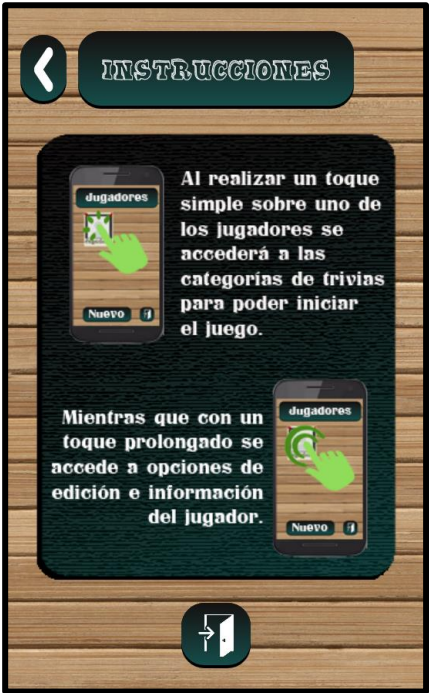 INSTRUCCIONES
Jugadores
Al realizar un toque
simple sobre uno de
los jugadores se
accederá a las
categorías de trivias
para poder iniciar
el juego.
Nuevo
Mientras que con un
toque prolongado se
accede a opciones de
edición e información
del jugador.
Jugadores
Nuevo